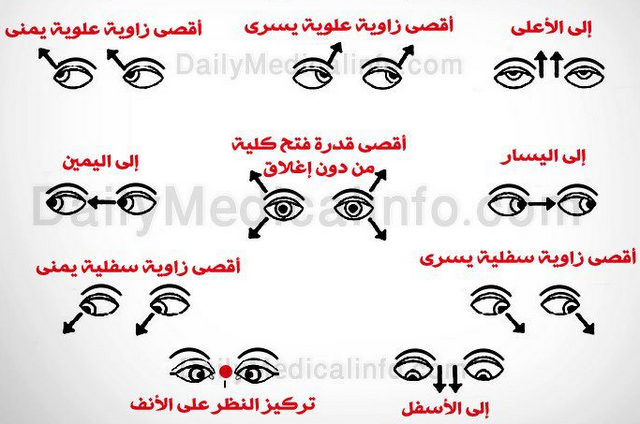 إلى الأعلى
أقصى زاوية علوية يسرى
أقصى زاوية علوية يمنى
DailyMedicalinfo.com
إلى اليسار
أقصى قدرة فتح كلية
من دون إغلاق
إلى اليمين
DailyMedicalinfo.com
أقصى زاوية سفلية يسرى
أقصى زاوية سفلية يمنى
DailyMedicalinfo.com
إلى الأسفل
تركيز النظر على الأنف